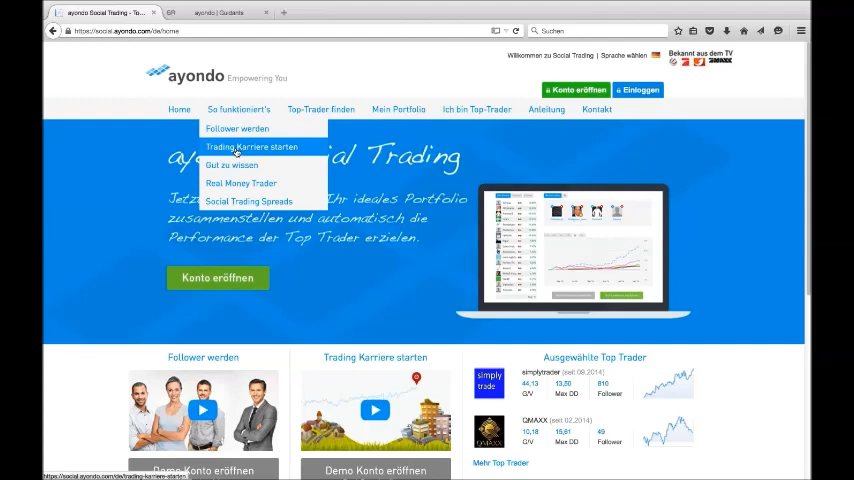 ayondo Social Trading - To...
GR
ayondo | Guidants
https://social.ayondo.com/de/home
Suchen
Willkommen zu Social Trading | Sprache wählen
Bekannt aus dem TV
ayondo Empowering You
Konto eröffnen
Einloggen
Home
So funktioniert's
Top-Trader finden
Mein Portfolio
Ich bin Top-Trader
Anleitung
Kontakt
Follower werden
Trading Karriere starten
Gut zu wissen
Real Money Trader
Social Trading Spreads
Trading
Ihr ideales Portfolio
zusammenstellen und automatisch die
Performance der Top Trader erzielen.
Konto eröffnen
Follower werden
Trading Karriere starten
Ausgewählte Top Trader
simply
trade
simplytrader (seit 09.2014)
44,13 13,50 810
G/V Max DD Follower
QMAXX
QMAXX (seit 02.2014)
10,18 15,61 49
G/V Max DD Follower
Mehr Top Trader
Demo Konto eröffnen
Demo Konto eröffnen
https://social.ayondo.com/de/trading-karriere-starten